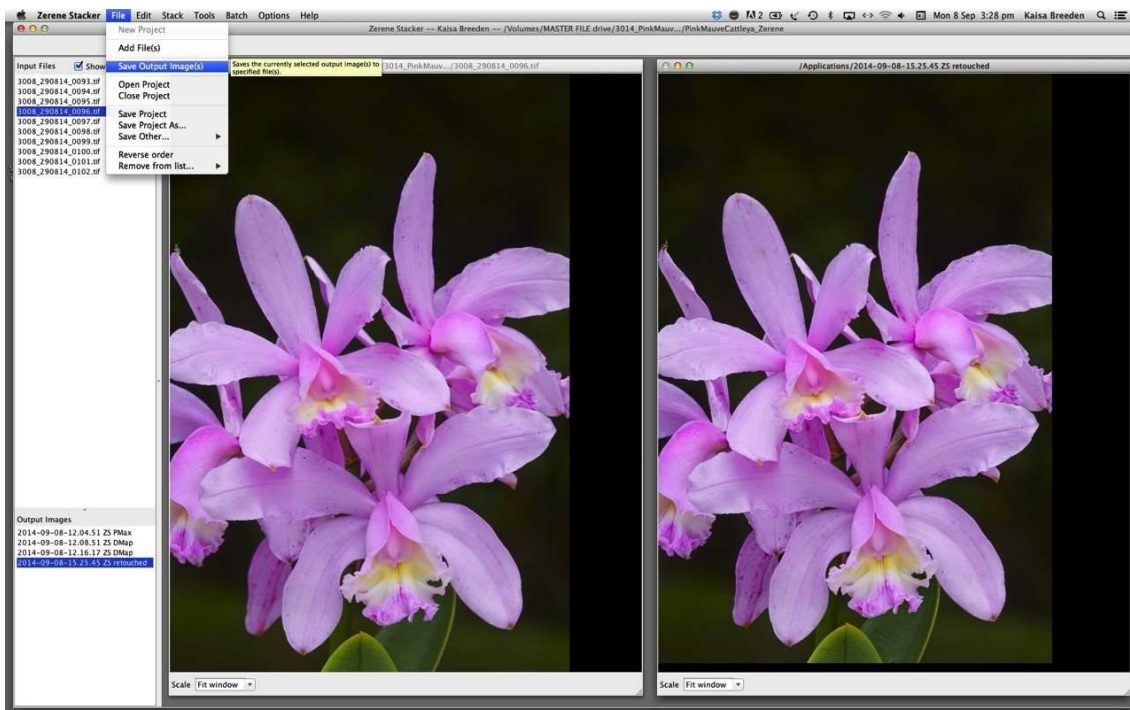 Zerene Stacker File Edit Stack Tools Batch Options Help
2 Mon 8 Sep 3:28 pm Kaisa Breeden
Zerene Stacker -- Kaisa Breeden -- /Volumes/MASTER FILE drive/3014_PinkMauv.../PinkMauveCattleya_Zerene
New Project
Add File(s)
Save Output Image(s)
Saves the currently selected output image(s) to specified file(s).
Open Project
Close Project
Save Project
Save Project As...
Save Other...
Reverse order
Remove from list...
Input Files Show
3008_290814_0093.tif
3008_290814_0094.tif
3008_290814_0095.tif
3008_290814_0096.tif
3008_290814_0097.tif
3008_290814_0098.tif
3008_290814_0099.tif
3008_290814_0100.tif
3008_290814_0101.tif
3008_290814_0102.tif
3014_PinkMauv.../3008_290814_0096.tif
/Applications/2014-09-08-15.25.45 ZS retouched
Output Images
2014-09-08-12.04.51 ZS PMax
2014-09-08-12.08.51 ZS DMap
2014-09-08-12.16.17 ZS DMap
2014-09-08-15.25.45 ZS retouched
Scale Fit window
Scale Fit window